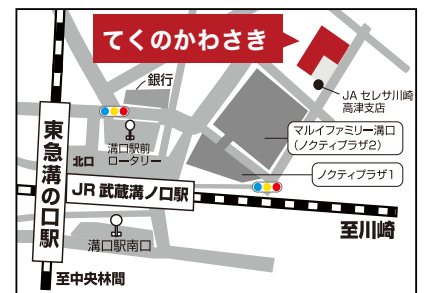 てくのかわさき
銀行
JA セレサ川崎
高津支店
マルイファミリー溝口
(ノクティプラザ2)
溝口駅前
ロータリー
北口
ノクティプラザ1
東急溝の口駅
JR 武蔵溝ノ口駅
至川崎
溝口駅南口
至中央林間